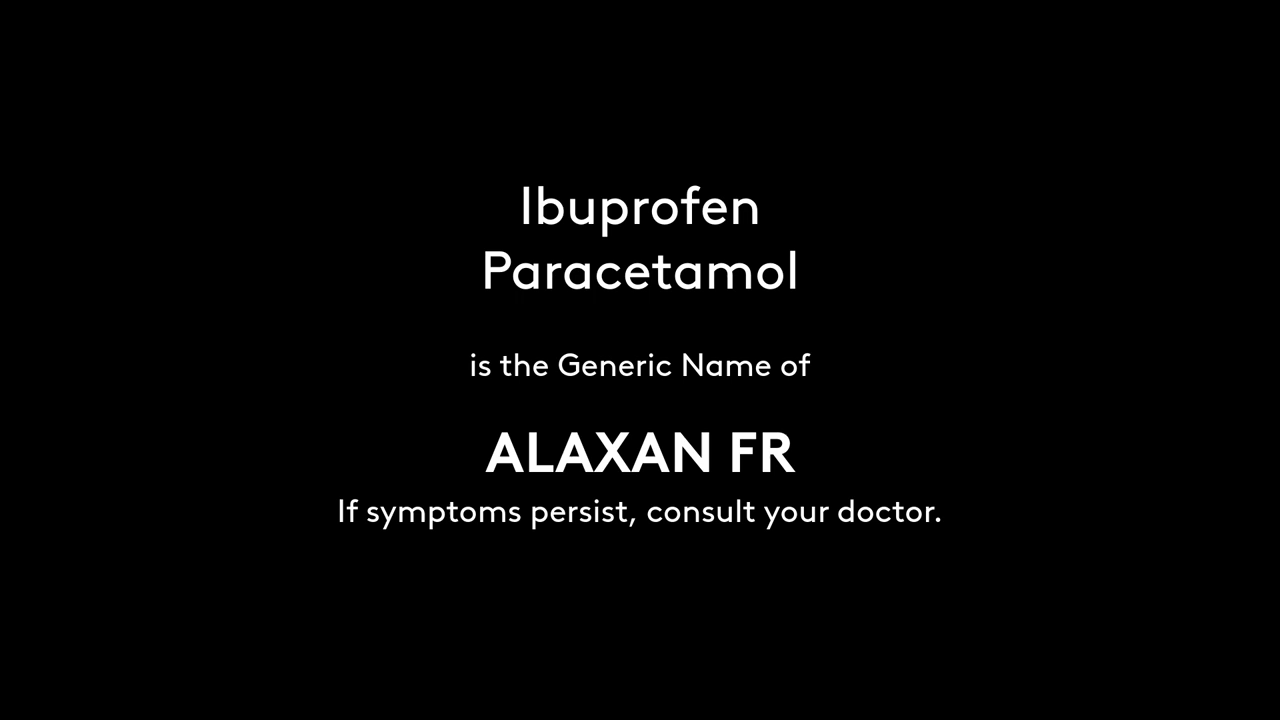 Ibuprofen
Paracetamol
is the Generic Name of
ALAXAN FR
If symptoms persist, consult your doctor.